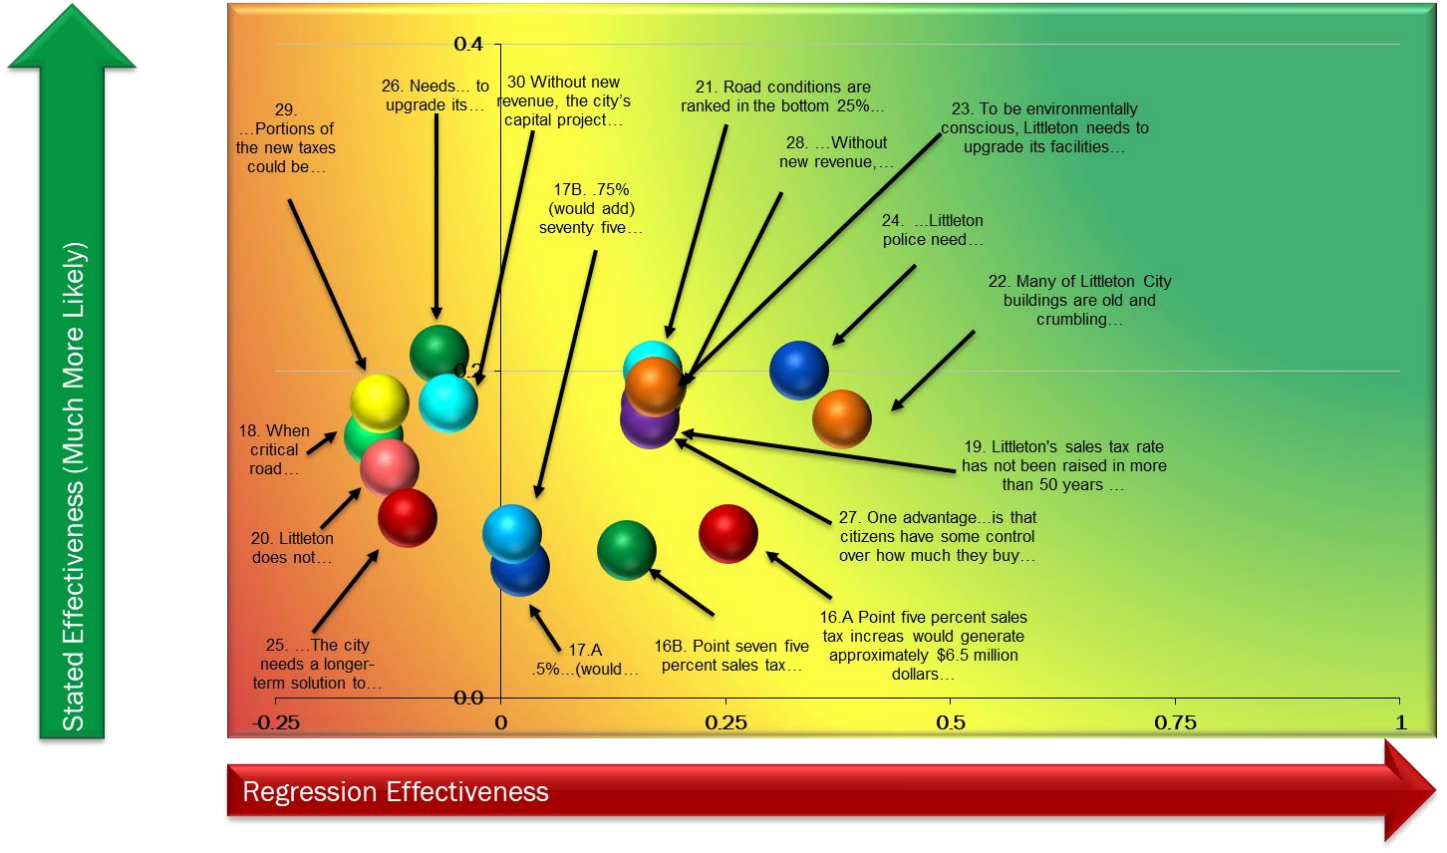 Stated Effectiveness (Much More Likely)
0.4
0.2
0.0
-0.25
0
0.25
0.5
0.75
1
29.
…Portions of
the new taxes
could be…
26. Needs… to
upgrade its…
30 Without new
revenue, the city's
capital project…
17B. .75%
(would add)
seventy five…
21. Road conditions are
ranked in the bottom 25%…
28. …Without
new revenue,…
23. To be environmentally
conscious, Littleton needs to
upgrade its facilities…
24. …Littleton
police need…
22. Many of Littleton City
buildings are old and
crumbling…
18. When
critical
road…
20. Littleton
does not…
25. …The city
needs a longer-
term solution to…
17.A
.5%…(would…
16B. Point seven five
percent sales tax…
16.A Point five percent sales
tax increas would generate
approximately $6.5 million
dollars…
27. One advantage…is that
citizens have some control
over how much they buy…
19. Littleton's sales tax rate
has not been raised in more
than 50 years …
Regression Effectiveness